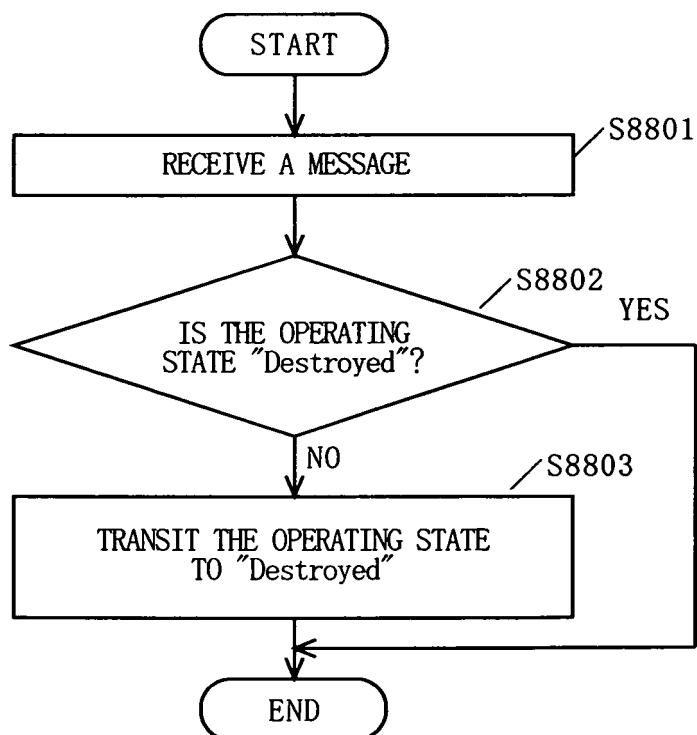 START
S8801
RECEIVE A MESSAGE
S8802
YES
IS THE OPERATING
STATE "Destroyed"?
NO
S8803
TRANSIT THE OPERATING STATE
TO "Destroyed"
END